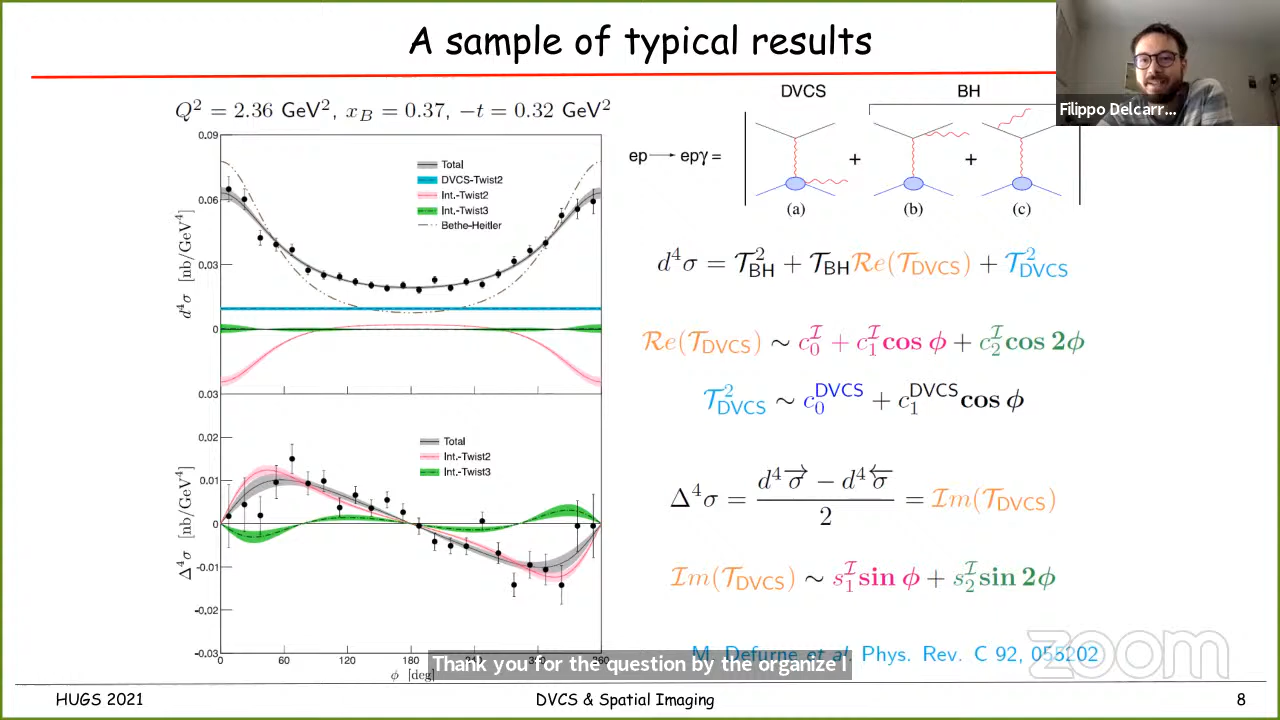 A sample of typical results
Filippo Delcarr...
Q² = 2.36 GeV², x_B = 0.37, −t = 0.32 GeV²
d⁴σ [nb/GeV⁴]
0.09
0.06
0.03
0
Total
DVCS-Twist2
Int.-Twist2
Int.-Twist3
Bethe-Heitler
0.03
0.02
0.01
0
-0.01
-0.02
-0.03
Δ⁴σ [nb/GeV⁴]
Total
Int.-Twist2
Int.-Twist3
0 60 120 180 240 300 360
φ [deg]
DVCS BH
ep → epγ = + +
(a) (b) (c)
d⁴σ = 𝒯²_BH + 𝒯_BH ℛe(𝒯_DVCS) + 𝒯²_DVCS
ℛe(𝒯_DVCS) ∼ c₀^ℐ + c₁^ℐ cos φ + c₂^ℐ cos 2φ
𝒯²_DVCS ∼ c₀^DVCS + c₁^DVCS cos φ
Δ⁴σ = (d⁴σ→ − d⁴σ←)/2 = ℐm(𝒯_DVCS)
ℐm(𝒯_DVCS) ∼ s₁^ℐ sin φ + s₂^ℐ sin 2φ
M. Defurne et al. Phys. Rev. C 92, 055202
Thank you for the question by the organize I
zoom
HUGS 2021
DVCS & Spatial Imaging
8